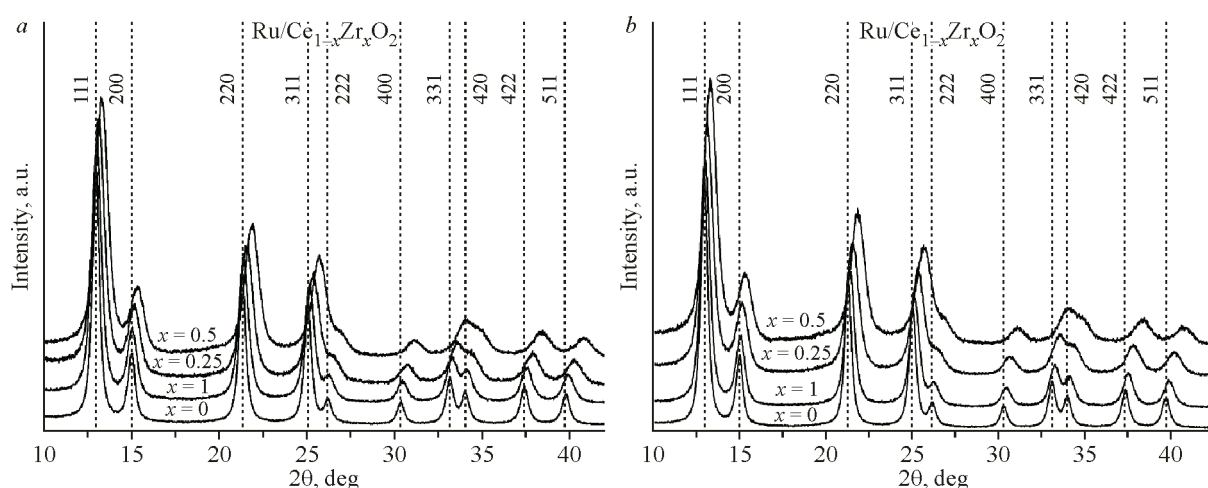 a
Ru/Ce1–xZrxO2
111
200
220
311
222
400
331
420
422
511
Intensity, a.u.
x = 0.5
x = 0.25
x = 1
x = 0
10
15
20
25
30
35
40
2θ, deg
b
Ru/Ce1–xZrxO2
111
200
220
311
222
400
331
420
422
511
Intensity, a.u.
x = 0.5
x = 0.25
x = 1
x = 0
10
15
20
25
30
35
40
2θ, deg